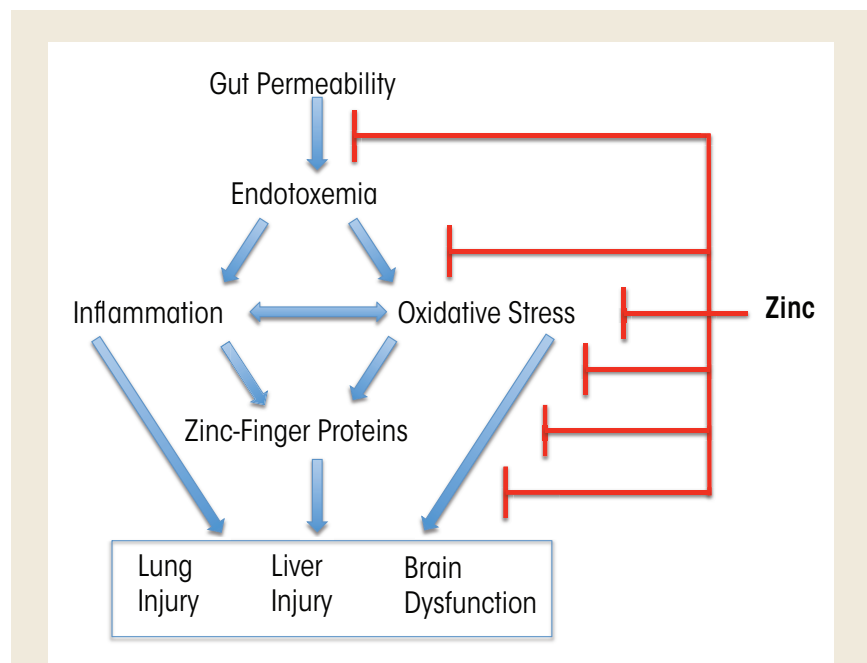 Gut Permeability
Endotoxemia
Inflammation
Oxidative Stress
Zinc
Zinc-Finger Proteins
Lung
Injury
Liver
Injury
Brain
Dysfunction